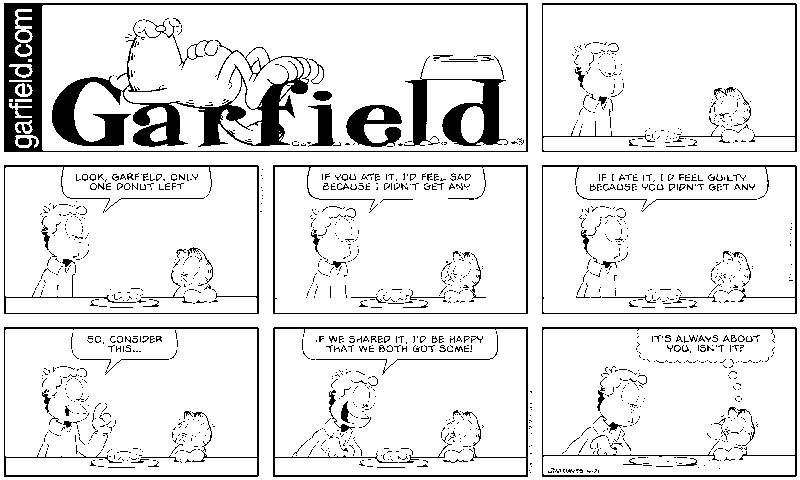 garfield.com
Garfield
LOOK, GARFIELD. ONLY
ONE DONUT LEFT
IF YOU ATE IT, I'D FEEL SAD
BECAUSE I DIDN'T GET ANY
IF I ATE IT, I'D FEEL GUILTY
BECAUSE YOU DIDN'T GET ANY
SO, CONSIDER
THIS...
IF WE SHARED IT, I'D BE HAPPY
THAT WE BOTH GOT SOME!
IT'S ALWAYS ABOUT
YOU, ISN'T IT?